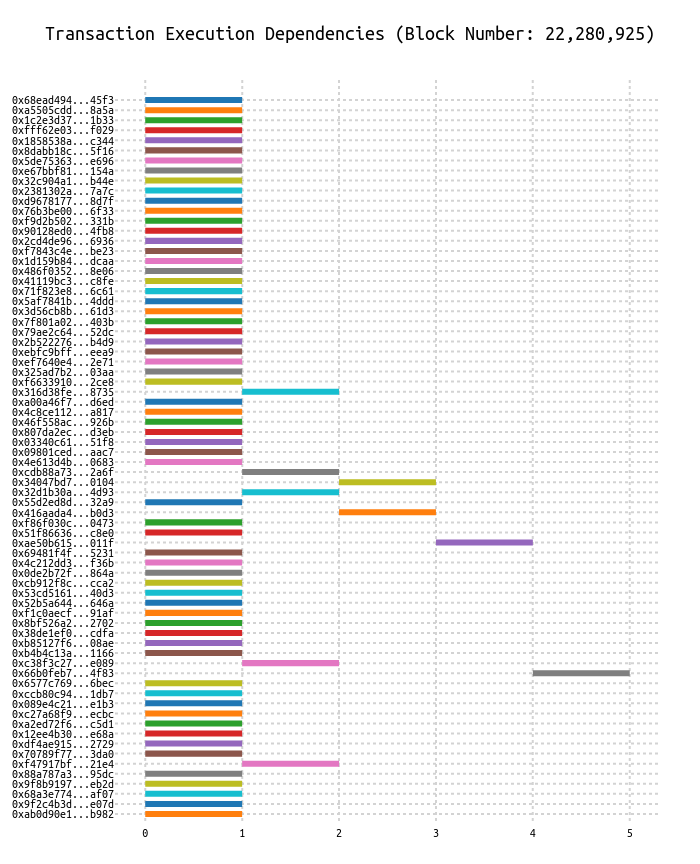 Transaction Execution Dependencies (Block Number: 22,280,925)
0x68ead494...45f3
0xa5505cdd...8a5a
0x1c2e3d37...1b33
0xfff62e03...f029
0x1858538a...c344
0x8dabb18c...5f16
0x5de75363...e696
0xe67bbf81...154a
0x32c904a1...b44e
0x2381302a...7a7c
0xd9678177...8d7f
0x76b3be00...6f33
0xf9d2b502...331b
0x90128ed0...4fb8
0x2cd4de96...6936
0xf7843c4e...be23
0x1d159b84...dcaa
0x486f0352...8e06
0x41119bc3...c8fe
0x71f823e8...6c61
0x5af7841b...4ddd
0x3d56cb8b...61d3
0x7f801a02...403b
0x79ae2c64...52dc
0x2b522276...b4d9
0xebfc9bff...eea9
0xef7640e4...2e71
0x325ad7b2...03aa
0xf6633910...2ce8
0x316d38fe...8735
0xa00a46f7...d6ed
0x4c8ce112...a817
0x46f558ac...926b
0x807da2ec...d3eb
0x03340c61...51f8
0x09801ced...aac7
0x4e613d4b...0683
0xcdb88a73...2a6f
0x34047bd7...0104
0x32d1b30a...4d93
0x55d2ed8d...32a9
0x416aada4...b0d3
0xf86f030c...0473
0x51f86636...c8e0
0xae50b615...011f
0x69481f4f...5231
0x4c212dd3...f36b
0x0de2b72f...864a
0xcb912f8c...cca2
0x53cd5161...40d3
0x52b5a644...646a
0xf1c0aecf...91af
0x8bf526a2...2702
0x38de1ef0...cdfa
0xb85127f6...08ae
0xb4b4c13a...1166
0xc38f3c27...e089
0x66b0feb7...4f83
0x6577c769...6bec
0xccb80c94...1db7
0x089e4c21...e1b3
0xc27a68f9...ecbc
0xa2ed72f6...c5d1
0x12ee4b30...e68a
0xdf4ae915...2729
0x70789f77...3da0
0xf47917bf...21e4
0x88a787a3...95dc
0x9f8b9197...eb2d
0x68a3e774...af07
0x9f2c4b3d...e07d
0xab0d90e1...b982
0 1 2 3 4 5